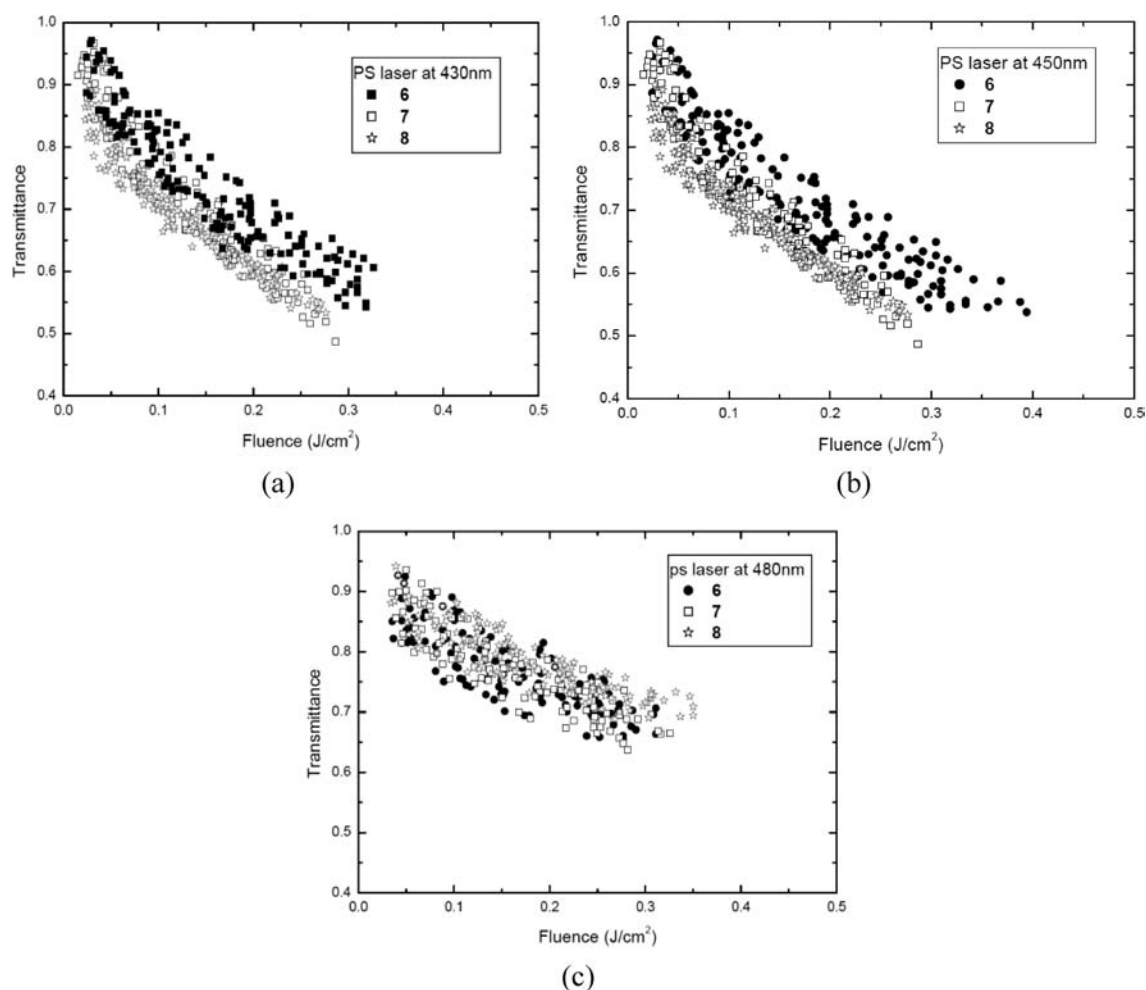 (a)
Transmittance
1.0
0.9
0.8
0.7
0.6
0.5
0.4
PS laser at 430nm
6
7
8
0.0 0.1 0.2 0.3 0.4 0.5
Fluence (J/cm²)
(b)
Transmittance
1.0
0.9
0.8
0.7
0.6
0.5
0.4
PS laser at 450nm
6
7
8
0.0 0.1 0.2 0.3 0.4 0.5
Fluence (J/cm²)
(a)
(b)
Transmittance
1.0
0.9
0.8
0.7
0.6
0.5
0.4
ps laser at 480nm
6
7
8
0.0 0.1 0.2 0.3 0.4 0.5
Fluence (J/cm²)
(c)